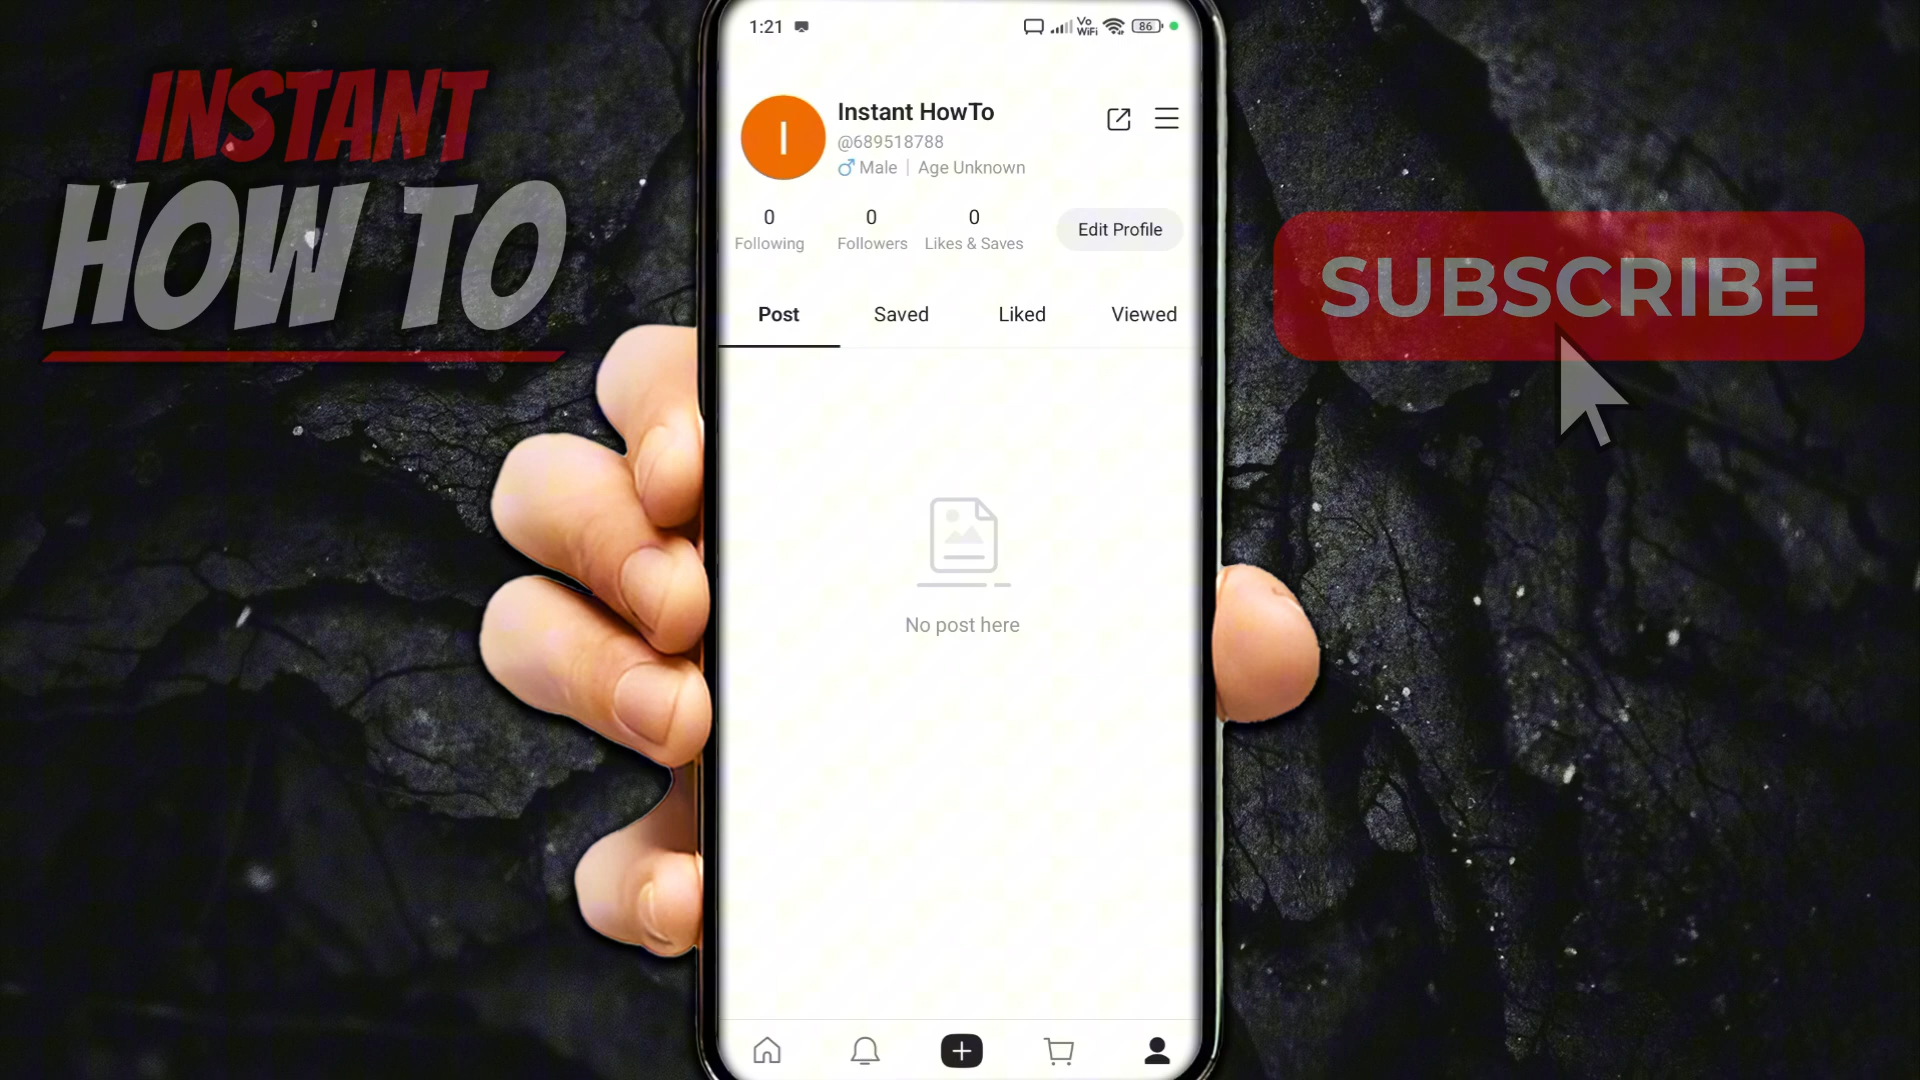 INSTANT
HOW TO
SUBSCRIBE
1:21
Vo
WiFi
86
I
Instant HowTo
@689518788
Male | Age Unknown
0 0 0
Following Followers Likes & Saves
Edit Profile
Post Saved Liked Viewed
No post here